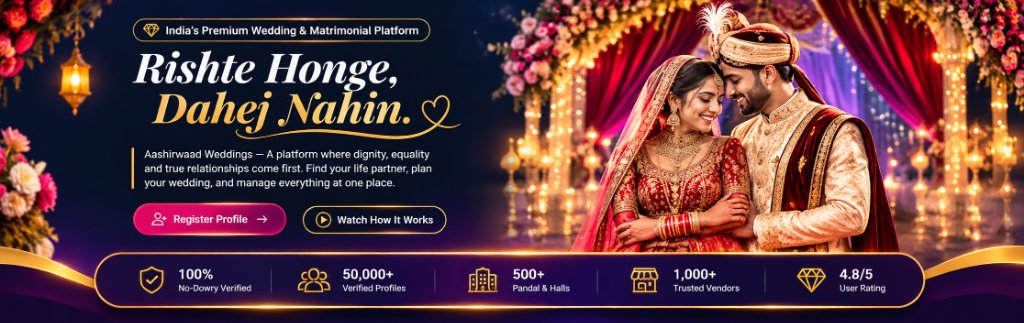 India's Premium Wedding & Matrimonial Platform
Rishte Honge,
Dahej Nahin.
Aashirwaad Weddings — A platform where dignity, equality
and true relationships come first. Find your life partner, plan
your wedding, and manage everything at one place.
Register Profile →
Watch How It Works
100%
No-Dowry Verified
50,000+
Verified Profiles
500+
Pandal & Halls
1,000+
Trusted Vendors
4.8/5
User Rating